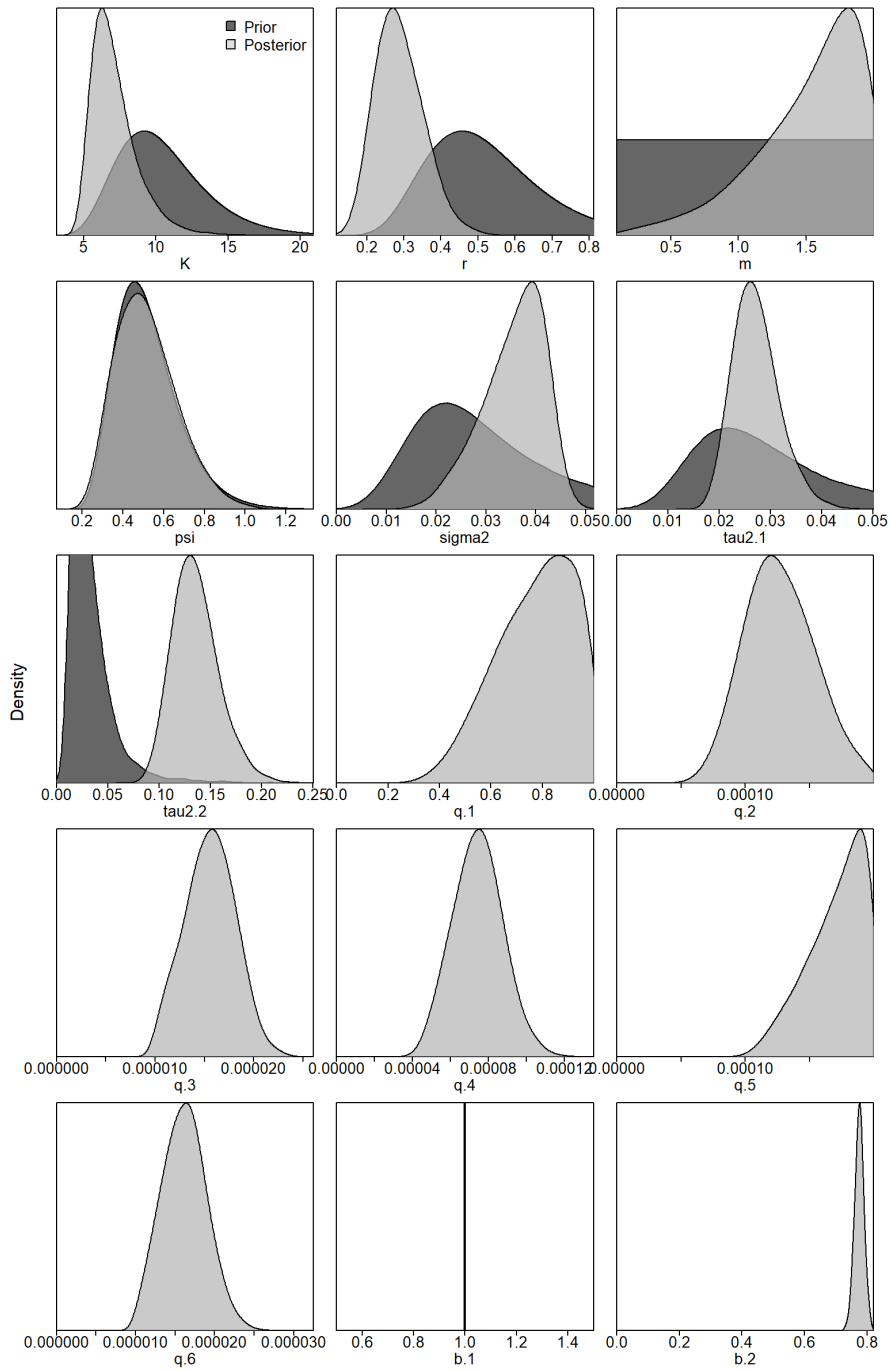 Prior
Posterior
5 10 15 20
K
0.2 0.3 0.4 0.5 0.6 0.7 0.8
r
0.5 1.0 1.5
m
0.2 0.4 0.6 0.8 1.0 1.2
psi
0.00 0.01 0.02 0.03 0.04 0.05
sigma2
0.00 0.01 0.02 0.03 0.04 0.05
tau2.1
Density
0.00 0.05 0.10 0.15 0.20 0.25
tau2.2
0.0 0.2 0.4 0.6 0.8
q.1
0.00000 0.00010
q.2
0.000000 0.000010 0.000020
q.3
0.00000 0.00004 0.00008 0.00012
q.4
0.00000 0.00010
q.5
0.000000 0.000010 0.000020 0.000030
q.6
0.6 0.8 1.0 1.2 1.4
b.1
0.0 0.2 0.4 0.6 0.8
b.2